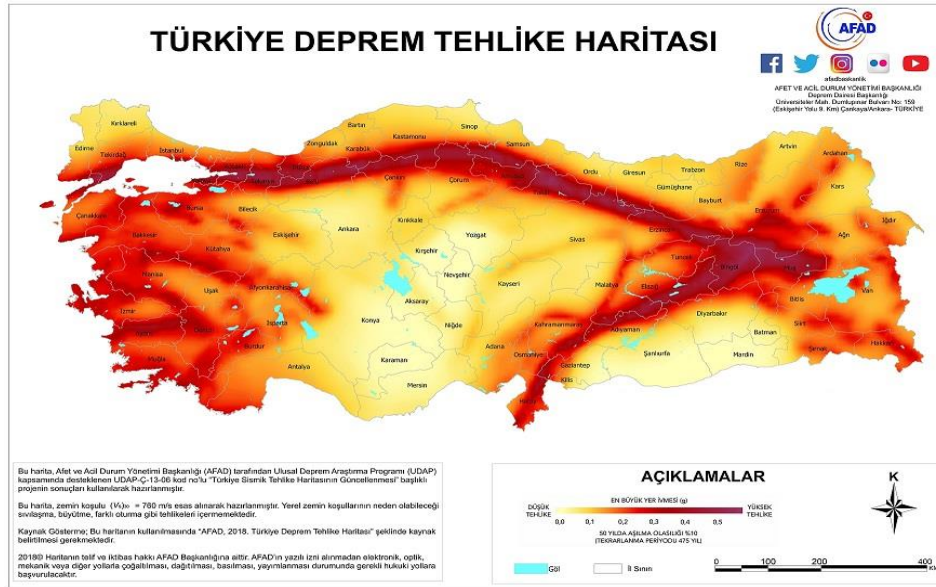 TÜRKİYE DEPREM TEHLİKE HARİTASI
AFAD
afadbaskanlik
AFET VE ACİL DURUM YÖNETİMİ BAŞKANLIĞI
Deprem Dairesi Başkanlığı
Üniversiteler Mah. Dumlupınar Bulvarı No: 159
(Eskişehir Yolu 9. Km) Çankaya/Ankara- TÜRKİYE
Kırklareli
Edirne
Tekirdağ
İstanbul
Zonguldak
Bartın
Karabük
Kastamonu
Sinop
Samsun
Ordu
Giresun
Trabzon
Rize
Artvin
Ardahan
Kars
Gümüşhane
Bayburt
Erzurum
Iğdır
Ağrı
Çanakkale
Balıkesir
Bursa
Bilecik
Eskişehir
Ankara
Çankırı
Çorum
Kırıkkale
Yozgat
Sivas
Erzincan
Tunceli
Bingöl
Muş
Kütahya
Manisa
Uşak
Afyonkarahisar
Kırşehir
Nevşehir
Kayseri
Malatya
Elazığ
Bitlis
Van
İzmir
Aydın
Denizli
Isparta
Konya
Aksaray
Niğde
Kahramanmaraş
Adıyaman
Diyarbakır
Batman
Siirt
Şırnak
Hakkari
Muğla
Burdur
Antalya
Karaman
Mersin
Adana
Osmaniye
Gaziantep
Kilis
Şanlıurfa
Mardin
Hatay
Bu harita, Afet ve Acil Durum Yönetimi Başkanlığı (AFAD) tarafından Ulusal Deprem Araştırma Programı (UDAP)
kapsamında desteklenen UDAP-Ç-13-06 kod no'lu "Türkiye Sismik Tehlike Haritasının Güncellenmesi" başlıklı
projenin sonuçları kullanılarak hazırlanmıştır.
Bu harita, zemin koşulu (Vₛ)₃₀ = 760 m/s esas alınarak hazırlanmıştır. Yerel zemin koşullarının neden olabileceği
sıvılaşma, büyütme, farklı oturma gibi tehlikeleri içermemektedir.
Kaynak Gösterme; Bu haritanın kullanılmasında "AFAD, 2018. Türkiye Deprem Tehlike Haritası" şeklinde kaynak
belirtilmesi gerekmektedir.
2018© Haritanın telif ve iktibas hakkı AFAD Başkanlığına aittir. AFAD'ın yazılı izni alınmadan elektronik, optik,
mekanik veya diğer yollarla çoğaltılması, dağıtılması, basılması, yayımlanması durumunda gerekli hukuki yollara
başvurulacaktır.
AÇIKLAMALAR
EN BÜYÜK YER İVMESİ (g)
DÜŞÜK TEHLİKE
YÜKSEK TEHLİKE
0,0 0,1 0,2 0,3 0,4 0,5
50 YILDA AŞILMA OLASILIĞI %10
(TEKRARLANMA PERİYODU 475 YIL)
Göl
İl Sınırı
K
0 100 200 400
KM